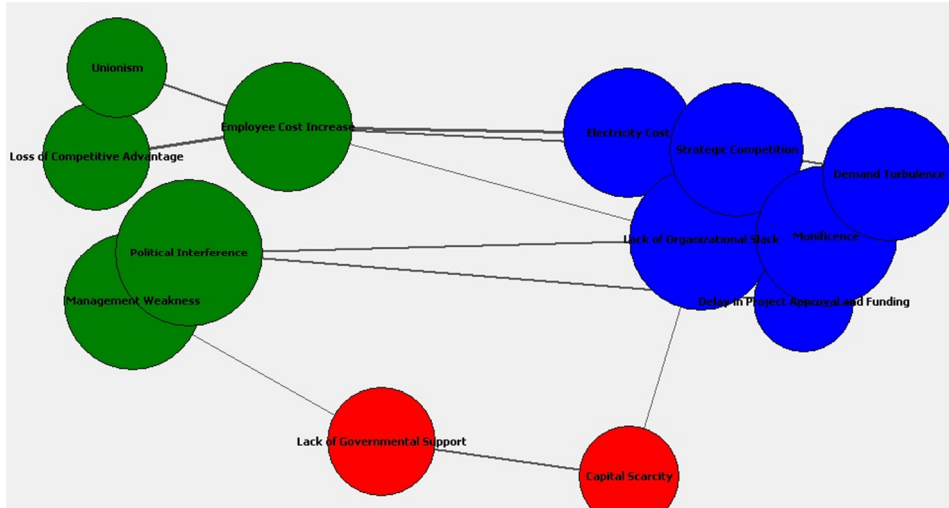 Unionism
Employee Cost Increase
Electricity Cost
Strategic Competition
Loss of Competitive Advantage
Demand Turbulence
Lack of Organizational Slack
Munificence
Political Interference
Management Weakness
Delay in Project Approval and Funding
Lack of Governmental Support
Capital Scarcity